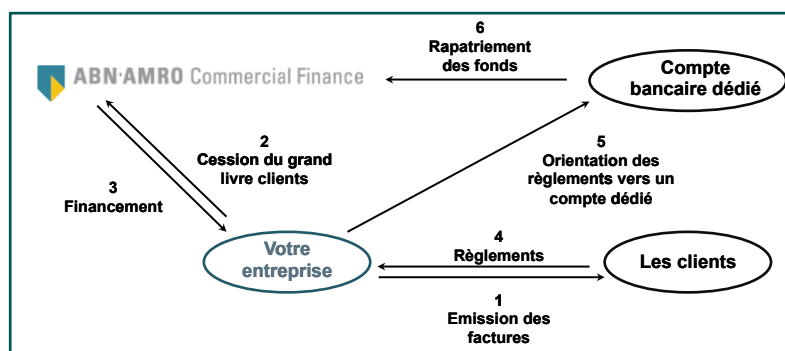 6
Rapatriement
des fonds
ABN·AMRO Commercial Finance
Compte
bancaire dédié
2
Cession du grand
livre clients
3
Financement
5
Orientation des
règlements vers un
compte dédié
Votre
entreprise
4
Règlements
Les clients
1
Emission des
factures